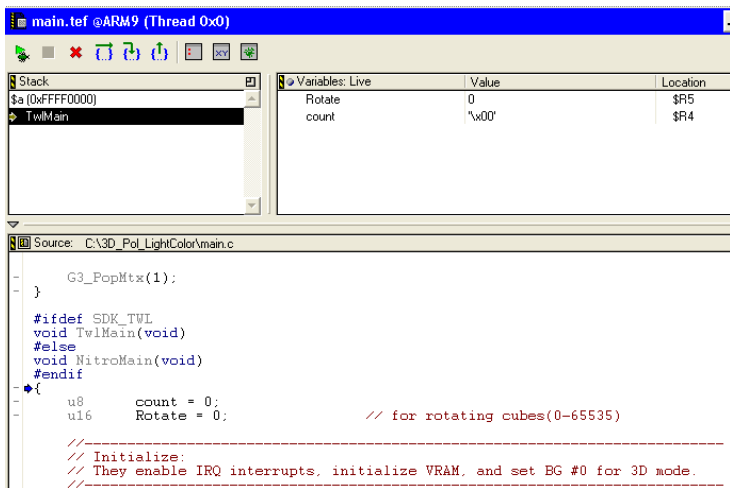 main.tef @ARM9 (Thread 0x0)
Stack
$a (0xFFFF0000)
TwlMain
Variables: Live Value Location
Rotate 0 $R5
count '\x00' $R4
Source: C:\3D_Pol_LightColor\main.c
G3_PopMtx(1);
}
#ifdef SDK_TWL
void TwlMain(void)
#else
void NitroMain(void)
#endif
{
u8 count = 0;
u16 Rotate = 0; // for rotating cubes(0-65535)
//---------------------------------------------------------------------------
// Initialize:
// They enable IRQ interrupts, initialize VRAM, and set BG #0 for 3D mode.
//---------------------------------------------------------------------------